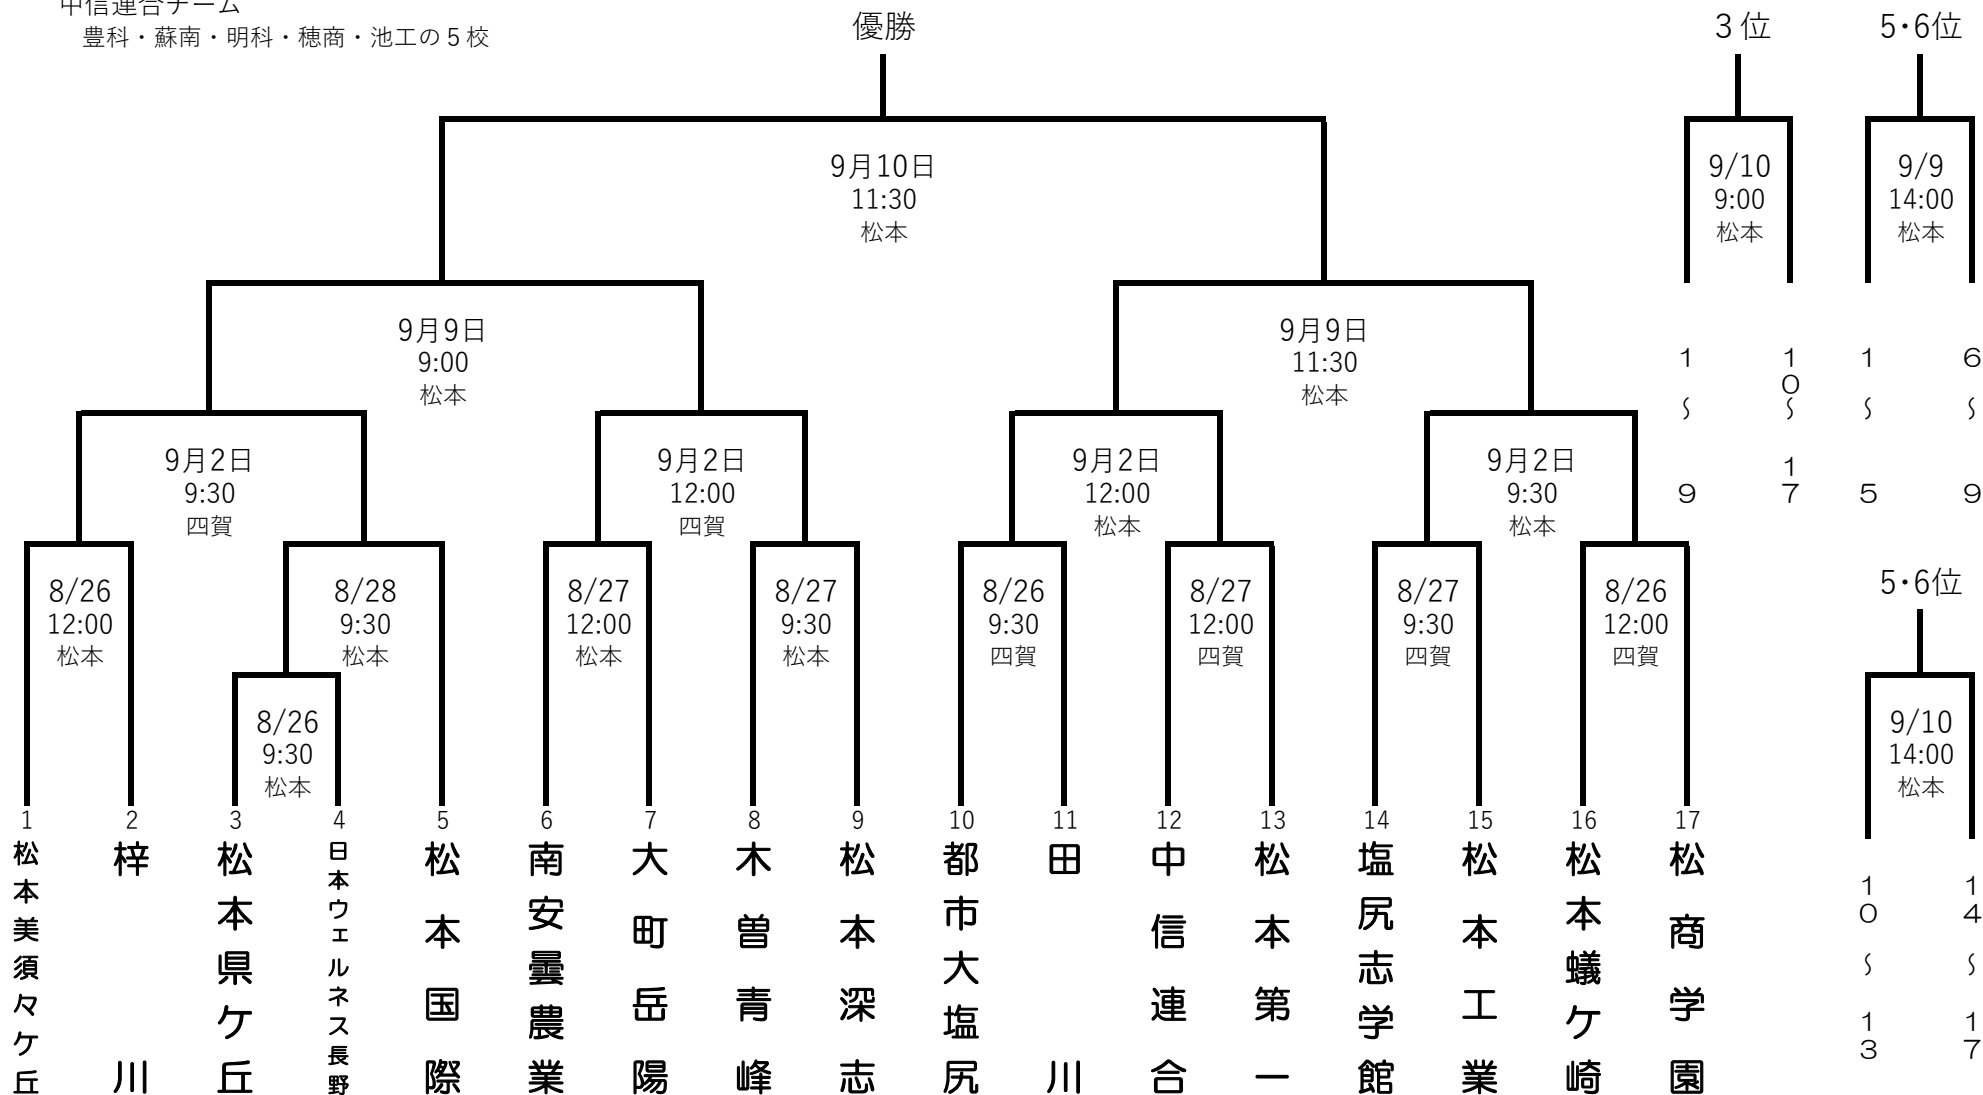 中信連合チーム
豊科・蘇南・明科・穂商・池工の５校
優勝
３位
5･6位
9月10日
11:30
松本
9/10
9:00
松本
9/9
14:00
松本
9月9日
9:00
松本
9月9日
11:30
松本
１～９
１０～１７
１～５
６～９
9月2日
9:30
四賀
9月2日
12:00
四賀
9月2日
12:00
松本
9月2日
9:30
松本
8/26
12:00
松本
8/28
9:30
松本
8/27
12:00
松本
8/27
9:30
松本
8/26
9:30
四賀
8/27
12:00
四賀
8/27
9:30
四賀
8/26
12:00
四賀
5･6位
8/26
9:30
松本
9/10
14:00
松本
1
松本美須々ケ丘
2
梓川
3
松本県ケ丘
4
日本ウェルネス長野
5
松本国際
6
南安曇農業
7
大町岳陽
8
木曽青峰
9
松本深志
10
都市大塩尻
11
田川
12
中信連合
13
松本第一
14
塩尻志学館
15
松本工業
16
松本蟻ケ崎
17
松商学園
１０～１３
１４～１７